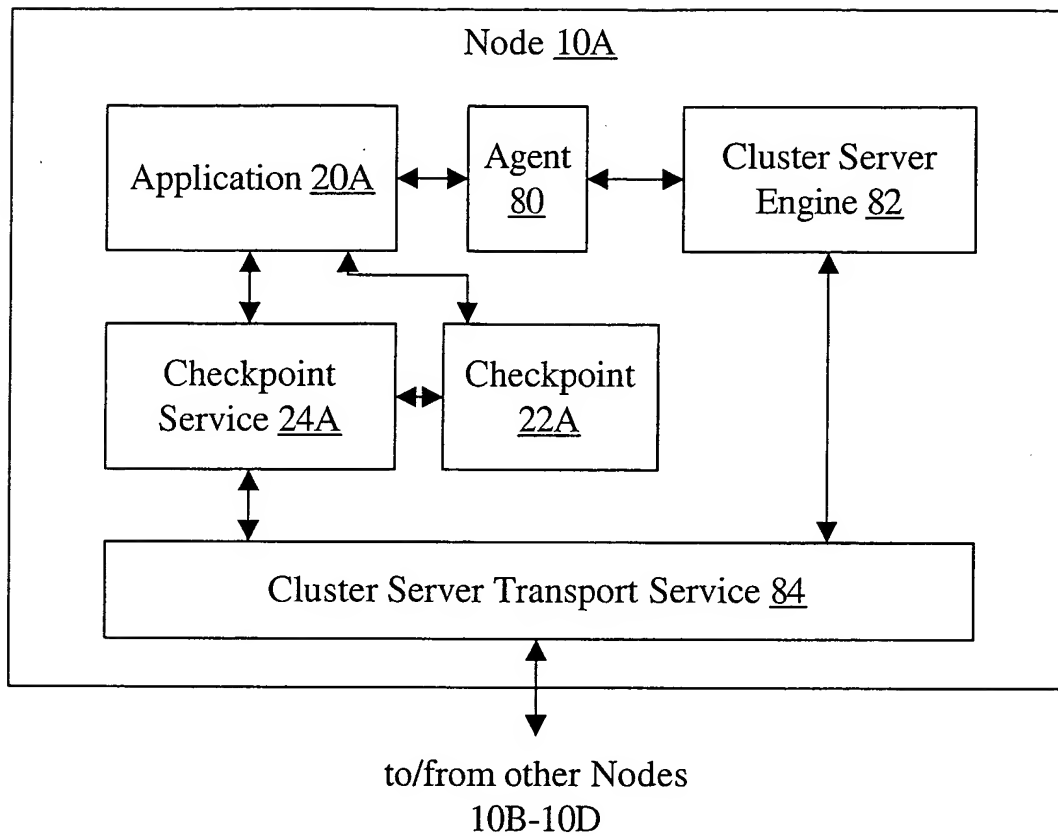 Node 10A
Application 20A
Agent
80
Cluster Server
Engine 82
Checkpoint
Service 24A
Checkpoint
22A
Cluster Server Transport Service 84
to/from other Nodes
10B-10D